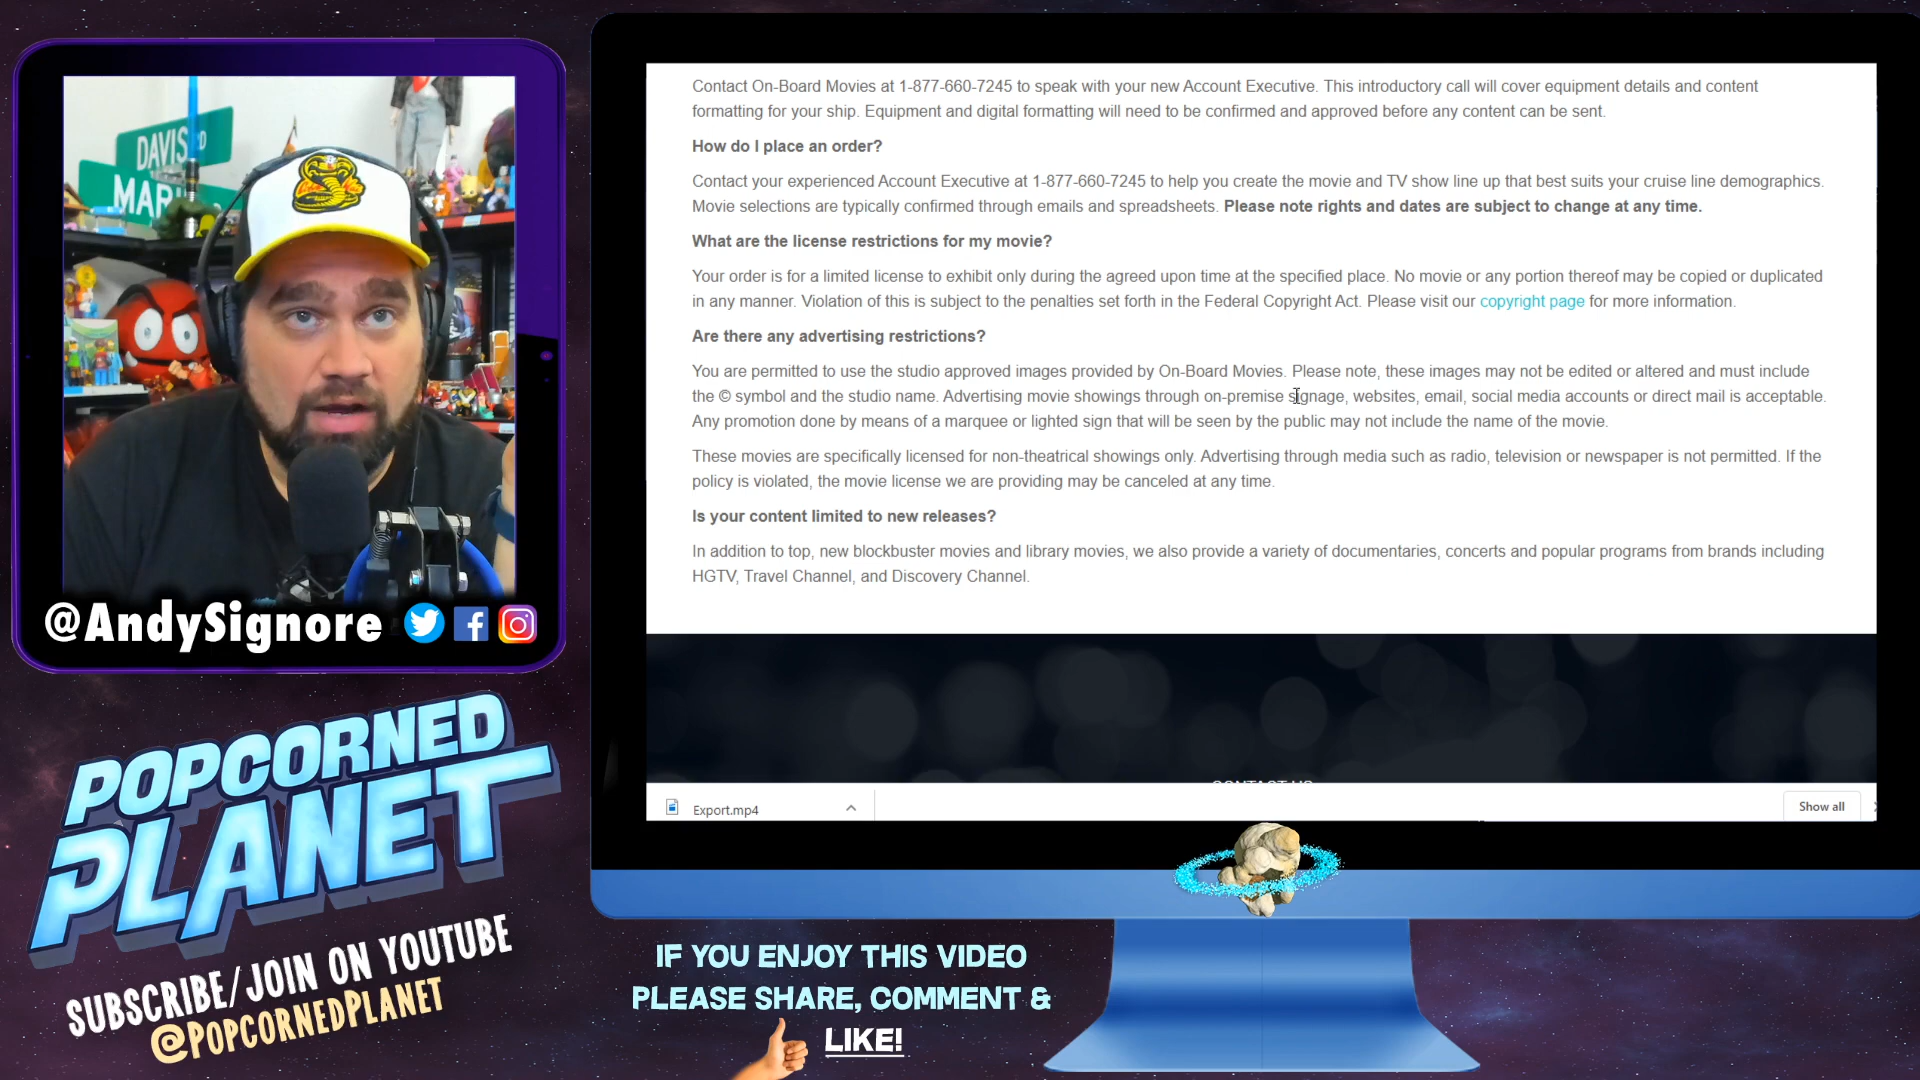 DAVIS RD
MARI
@AndySignore
POPCORNED
PLANET
SUBSCRIBE/JOIN ON YOUTUBE
@POPCORNEDPLANET
Contact On-Board Movies at 1-877-660-7245 to speak with your new Account Executive. This introductory call will cover equipment details and content
formatting for your ship. Equipment and digital formatting will need to be confirmed and approved before any content can be sent.
How do I place an order?
Contact your experienced Account Executive at 1-877-660-7245 to help you create the movie and TV show line up that best suits your cruise line demographics.
Movie selections are typically confirmed through emails and spreadsheets. Please note rights and dates are subject to change at any time.
What are the license restrictions for my movie?
Your order is for a limited license to exhibit only during the agreed upon time at the specified place. No movie or any portion thereof may be copied or duplicated
in any manner. Violation of this is subject to the penalties set forth in the Federal Copyright Act. Please visit our copyright page for more information.
Are there any advertising restrictions?
You are permitted to use the studio approved images provided by On-Board Movies. Please note, these images may not be edited or altered and must include
the © symbol and the studio name. Advertising movie showings through on-premise signage, websites, email, social media accounts or direct mail is acceptable.
Any promotion done by means of a marquee or lighted sign that will be seen by the public may not include the name of the movie.
These movies are specifically licensed for non-theatrical showings only. Advertising through media such as radio, television or newspaper is not permitted. If the
policy is violated, the movie license we are providing may be canceled at any time.
Is your content limited to new releases?
In addition to top, new blockbuster movies and library movies, we also provide a variety of documentaries, concerts and popular programs from brands including
HGTV, Travel Channel, and Discovery Channel.
CONTACT US
Export.mp4
Show all
IF YOU ENJOY THIS VIDEO
PLEASE SHARE, COMMENT &
LIKE!